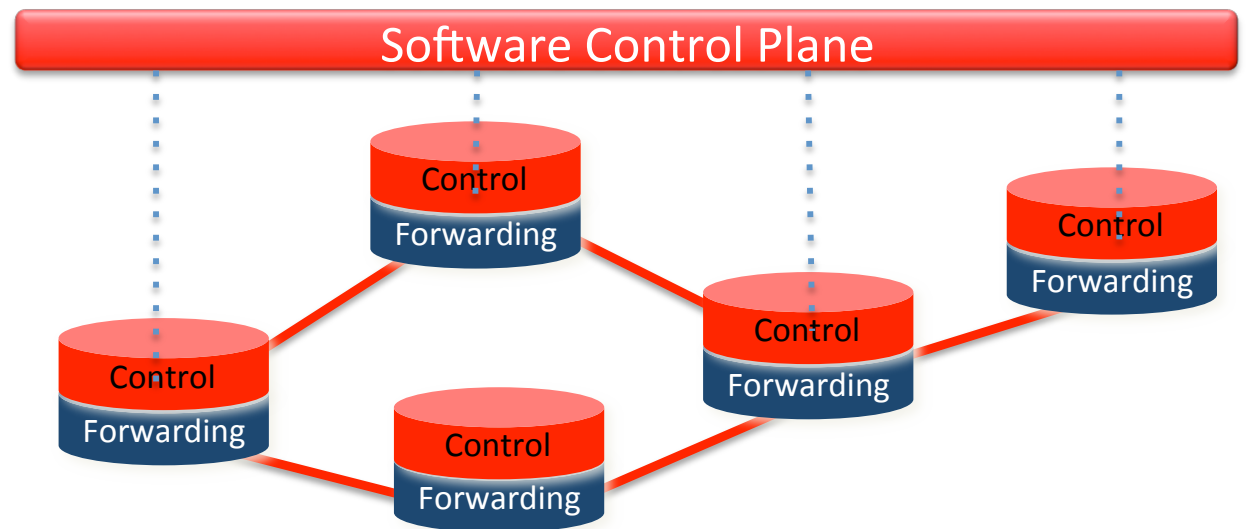 Software Control Plane
Control
Forwarding
Control
Forwarding
Control
Forwarding
Control
Forwarding
Control
Forwarding